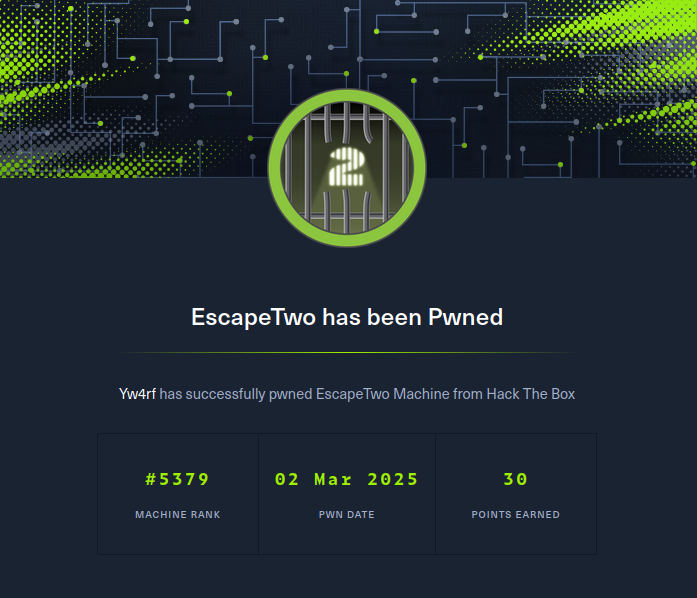 2
EscapeTwo has been Pwned
Yw4rf has successfully pwned EscapeTwo Machine from Hack The Box
#5379 02 Mar 2025 30
MACHINE RANK PWN DATE POINTS EARNED